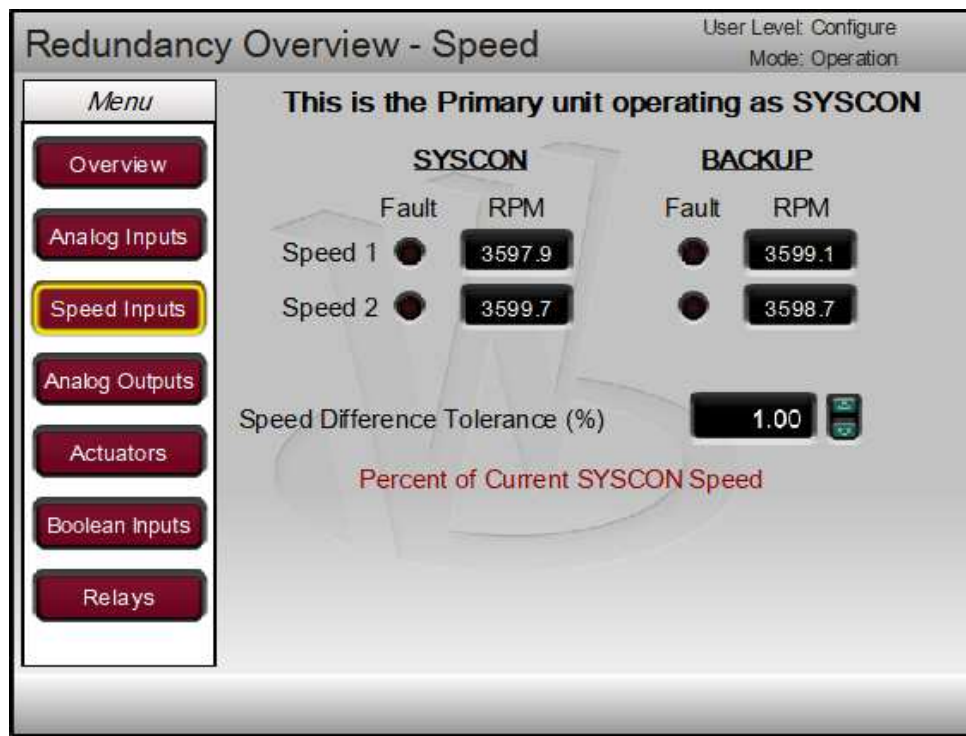 Redundancy Overview - Speed
User Level: Configure
Mode: Operation
Menu
Overview
Analog Inputs
Speed Inputs
Analog Outputs
Actuators
Boolean Inputs
Relays
This is the Primary unit operating as SYSCON
SYSCON BACKUP
Fault RPM Fault RPM
Speed 1 3597.9 3599.1
Speed 2 3599.7 3598.7
Speed Difference Tolerance (%) 1.00
Percent of Current SYSCON Speed